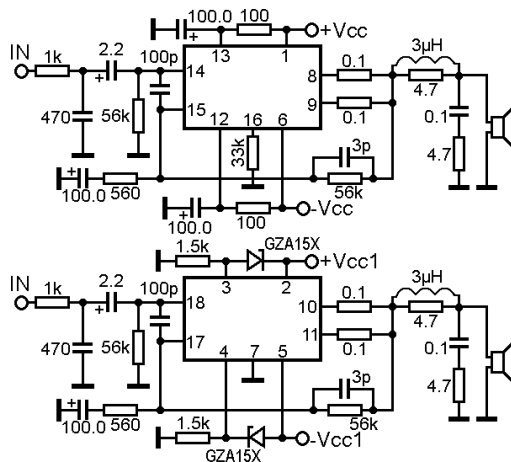 100.0 100 +Vcc
+
IN 13 1 3µH
1k 2.2 100p 14 8 0.1
+ 4.7
15 9
470 56k 12 16 6 0.1 0.1
33k 3p 4.7
+
100.0 560 56k
+
100.0 100 -Vcc
1.5k GZA15X
+Vcc1
IN 3 2 3µH
1k 2.2 100p 18 10 0.1
+ 4.7
17 11
470 56k 4 7 5 0.1 0.1
3p 4.7
+ 1.5k
100.0 560 56k
GZA15X -Vcc1